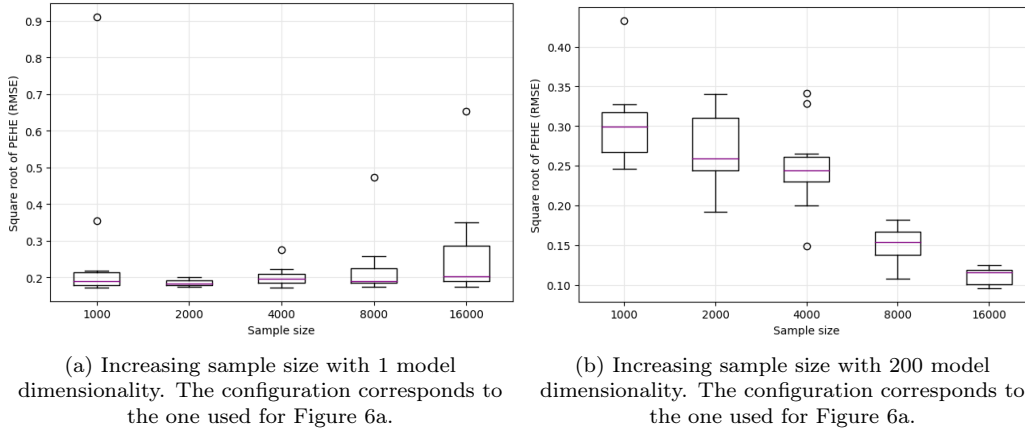 0.9
0.8
0.7
0.6
0.5
0.4
0.3
0.2
Square root of PEHE (RMSE)
1000 2000 4000 8000 16000
Sample size
(a) Increasing sample size with 1 model
dimensionality. The configuration corresponds to
the one used for Figure 6a.
0.40
0.35
0.30
0.25
0.20
0.15
0.10
Square root of PEHE (RMSE)
1000 2000 4000 8000 16000
Sample size
(b) Increasing sample size with 200 model
dimensionality. The configuration corresponds to
the one used for Figure 6a.